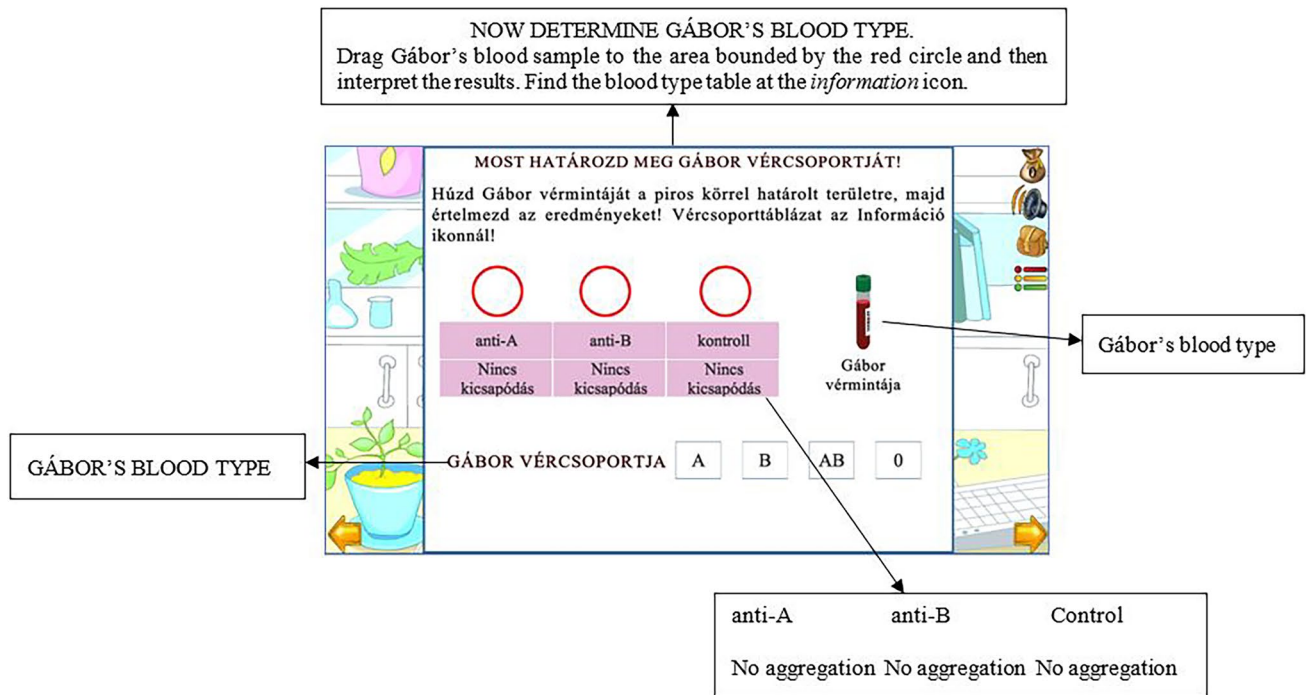 NOW DETERMINE GÁBOR'S BLOOD TYPE.
Drag Gábor's blood sample to the area bounded by the red circle and then
interpret the results. Find the blood type table at the information icon.
MOST HATÁROZD MEG GÁBOR VÉRCSOPORTJÁT!
Húzd Gábor vérmintáját a piros körrel határolt területre, majd
értelmezd az eredményeket! Vércsoporttáblázat az Információ
ikonnál!
0
anti-A anti-B kontroll
Nincs kicsapódás Nincs kicsapódás Nincs kicsapódás
Gábor
vérmintája
Gábor's blood type
GÁBOR'S BLOOD TYPE
GÁBOR VÉRCSOPORTJA A B AB 0
anti-A anti-B Control
No aggregation No aggregation No aggregation